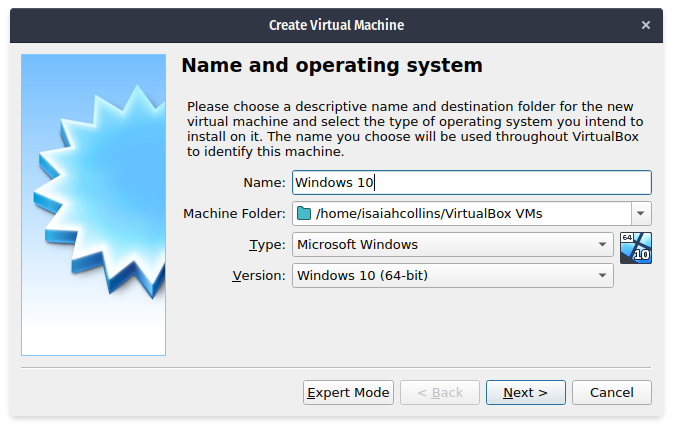 Create Virtual Machine
Name and operating system
Please choose a descriptive name and destination folder for the new
virtual machine and select the type of operating system you intend to
install on it. The name you choose will be used throughout VirtualBox
to identify this machine.
Name: Windows 10
Machine Folder: /home/isaiahcollins/VirtualBox VMs
Type: Microsoft Windows
64
10
Version: Windows 10 (64-bit)
Expert Mode < Back Next > Cancel